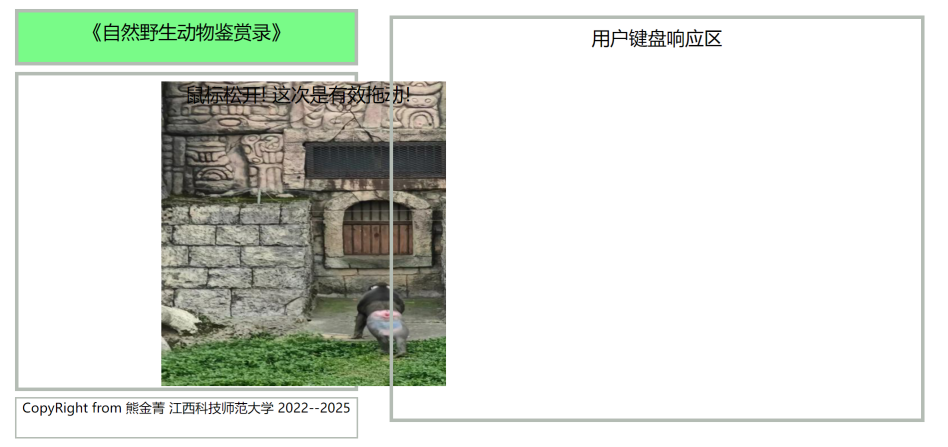 《自然野生动物鉴赏录》
鼠标松开! 这次是有效拖动!
CopyRight from 熊金菁 江西科技师范大学 2022--2025
用户键盘响应区